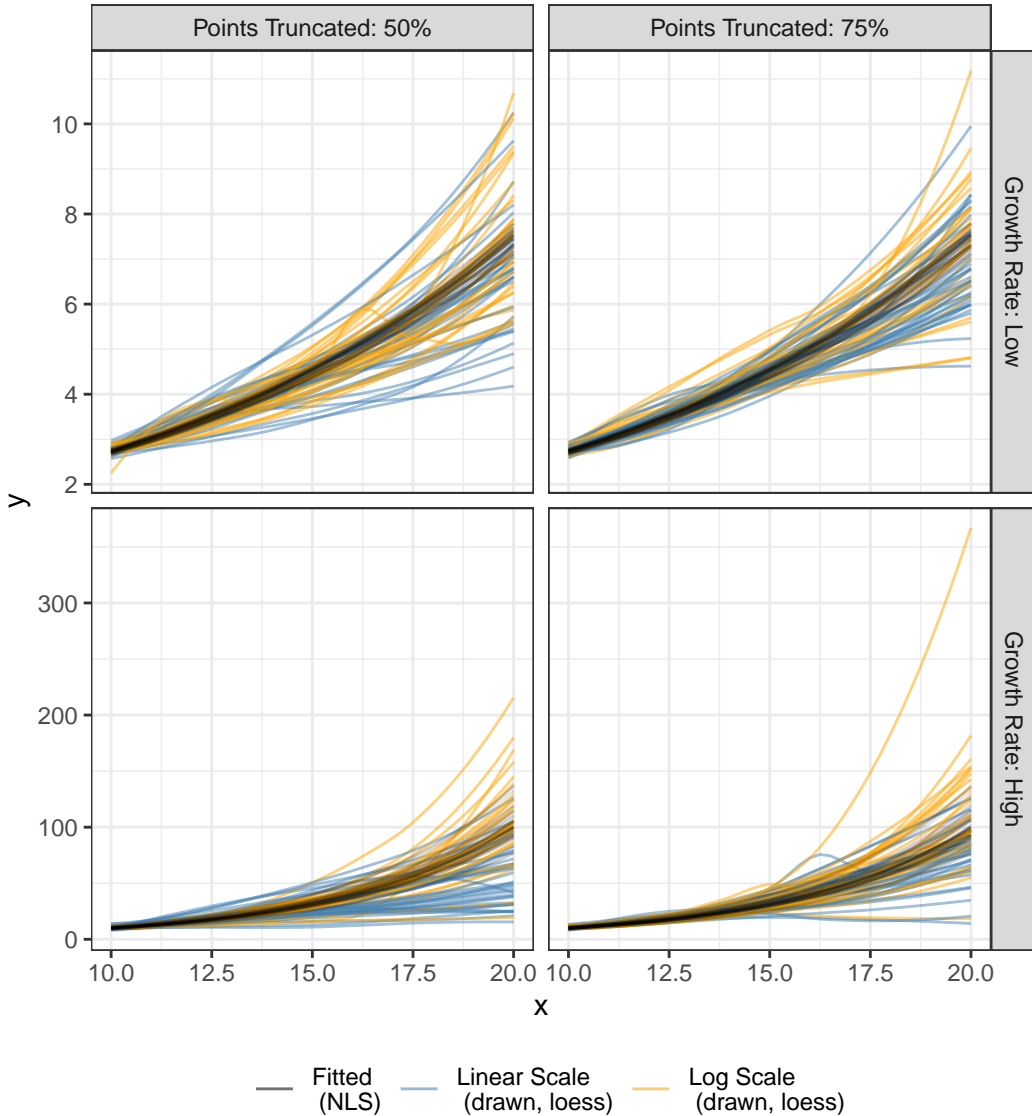 Points Truncated: 50%
Points Truncated: 75%
10
8
6
4
2
Growth Rate: Low
y
300
200
100
0
Growth Rate: High
10.0
12.5
15.0
17.5
20.0
10.0
12.5
15.0
17.5
20.0
x
Fitted
(NLS)
Linear Scale
(drawn, loess)
Log Scale
(drawn, loess)